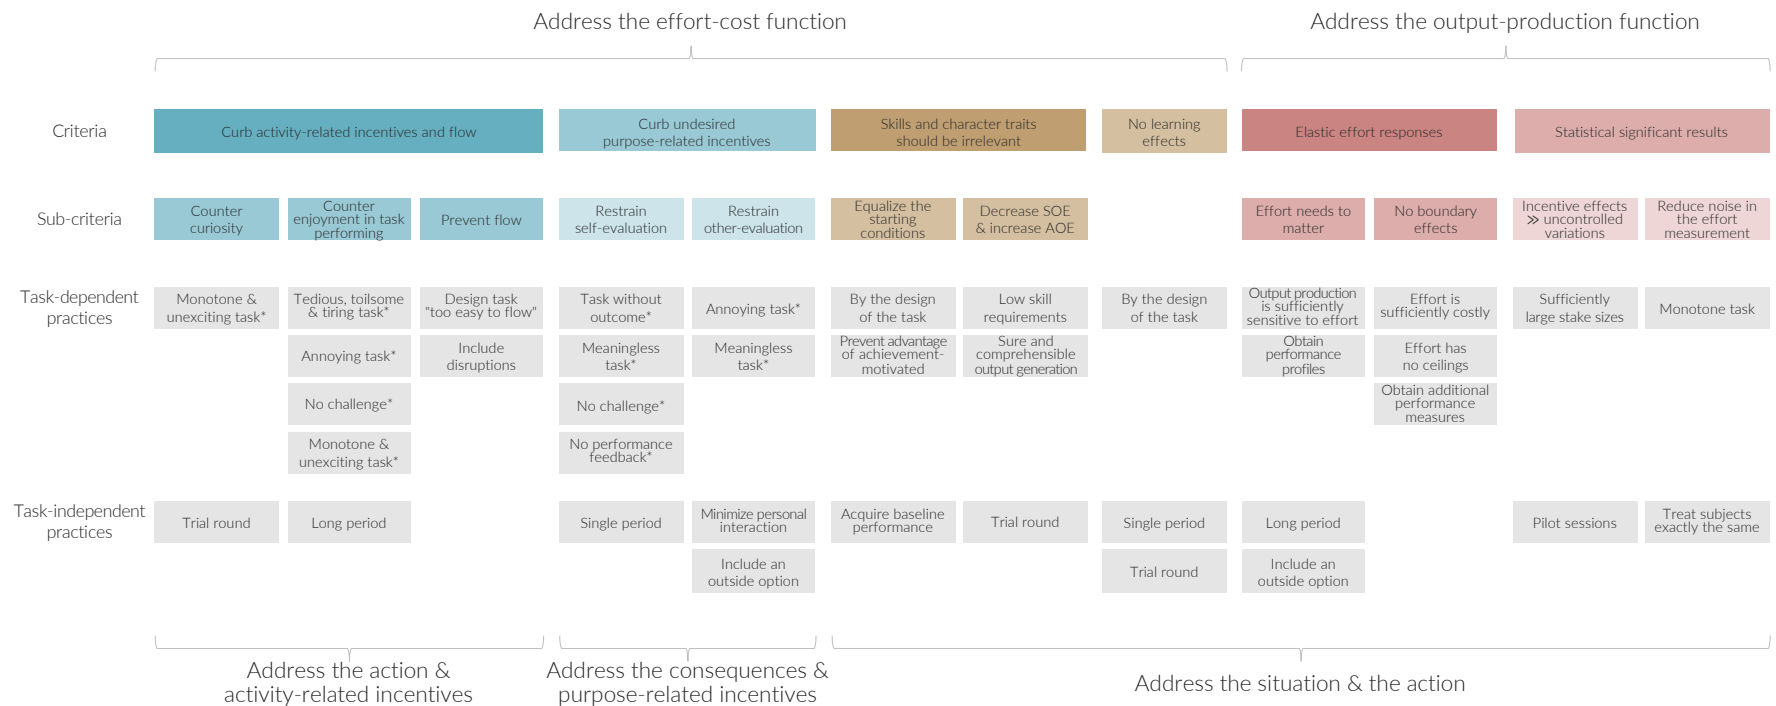 Address the effort-cost function
Address the output-production function
Criteria
Curb activity-related incentives and flow
Curb undesired
purpose-related incentives
Skills and character traits
should be irrelevant
No learning
effects
Elastic effort responses
Statistical significant results
Sub-criteria
Counter
curiosity
Counter
enjoyment in task
performing
Prevent flow
Restrain
self-evaluation
Restrain
other-evaluation
Equalize the
starting
conditions
Decrease SOE
& increase AOE
Effort needs to
matter
No boundary
effects
Incentive effects
≫ uncontrolled
variations
Reduce noise in
the effort
measurement
Task-dependent
practices
Monotone &
unexciting task*
Tedious, toilsome
& tiring task*
Design task
"too easy to flow"
Task without
outcome*
Annoying task*
By the design
of the task
Low skill
requirements
By the design
of the task
Output production
is sufficiently
sensitive to effort
Effort is
sufficiently costly
Sufficiently
large stake sizes
Monotone task
Annoying task*
Include
disruptions
Meaningless
task*
Meaningless
task*
Prevent advantage
of achievement-
motivated
Sure and
comprehensible
output generation
Obtain
performance
profiles
Effort has
no ceilings
No challenge*
No challenge*
Obtain additional
performance
measures
Monotone &
unexciting task*
No performance
feedback*
Task-independent
practices
Trial round
Long period
Single period
Minimize personal
interaction
Acquire baseline
performance
Trial round
Single period
Long period
Pilot sessions
Treat subjects
exactly the same
Include an
outside option
Trial round
Include an
outside option
Address the action &
activity-related incentives
Address the consequences &
purpose-related incentives
Address the situation & the action